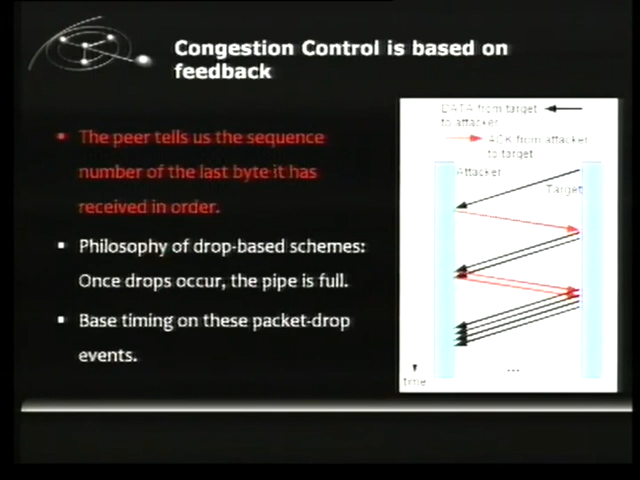 Congestion Control is based on
feedback
▪ The peer tells us the sequence
number of the last byte it has
received in order.
▪ Philosophy of drop-based schemes:
Once drops occur, the pipe is full.
▪ Base timing on these packet-drop
events.
DATA from target
to attacker
ACK from attacker
to target
Attacker
Target
...
time